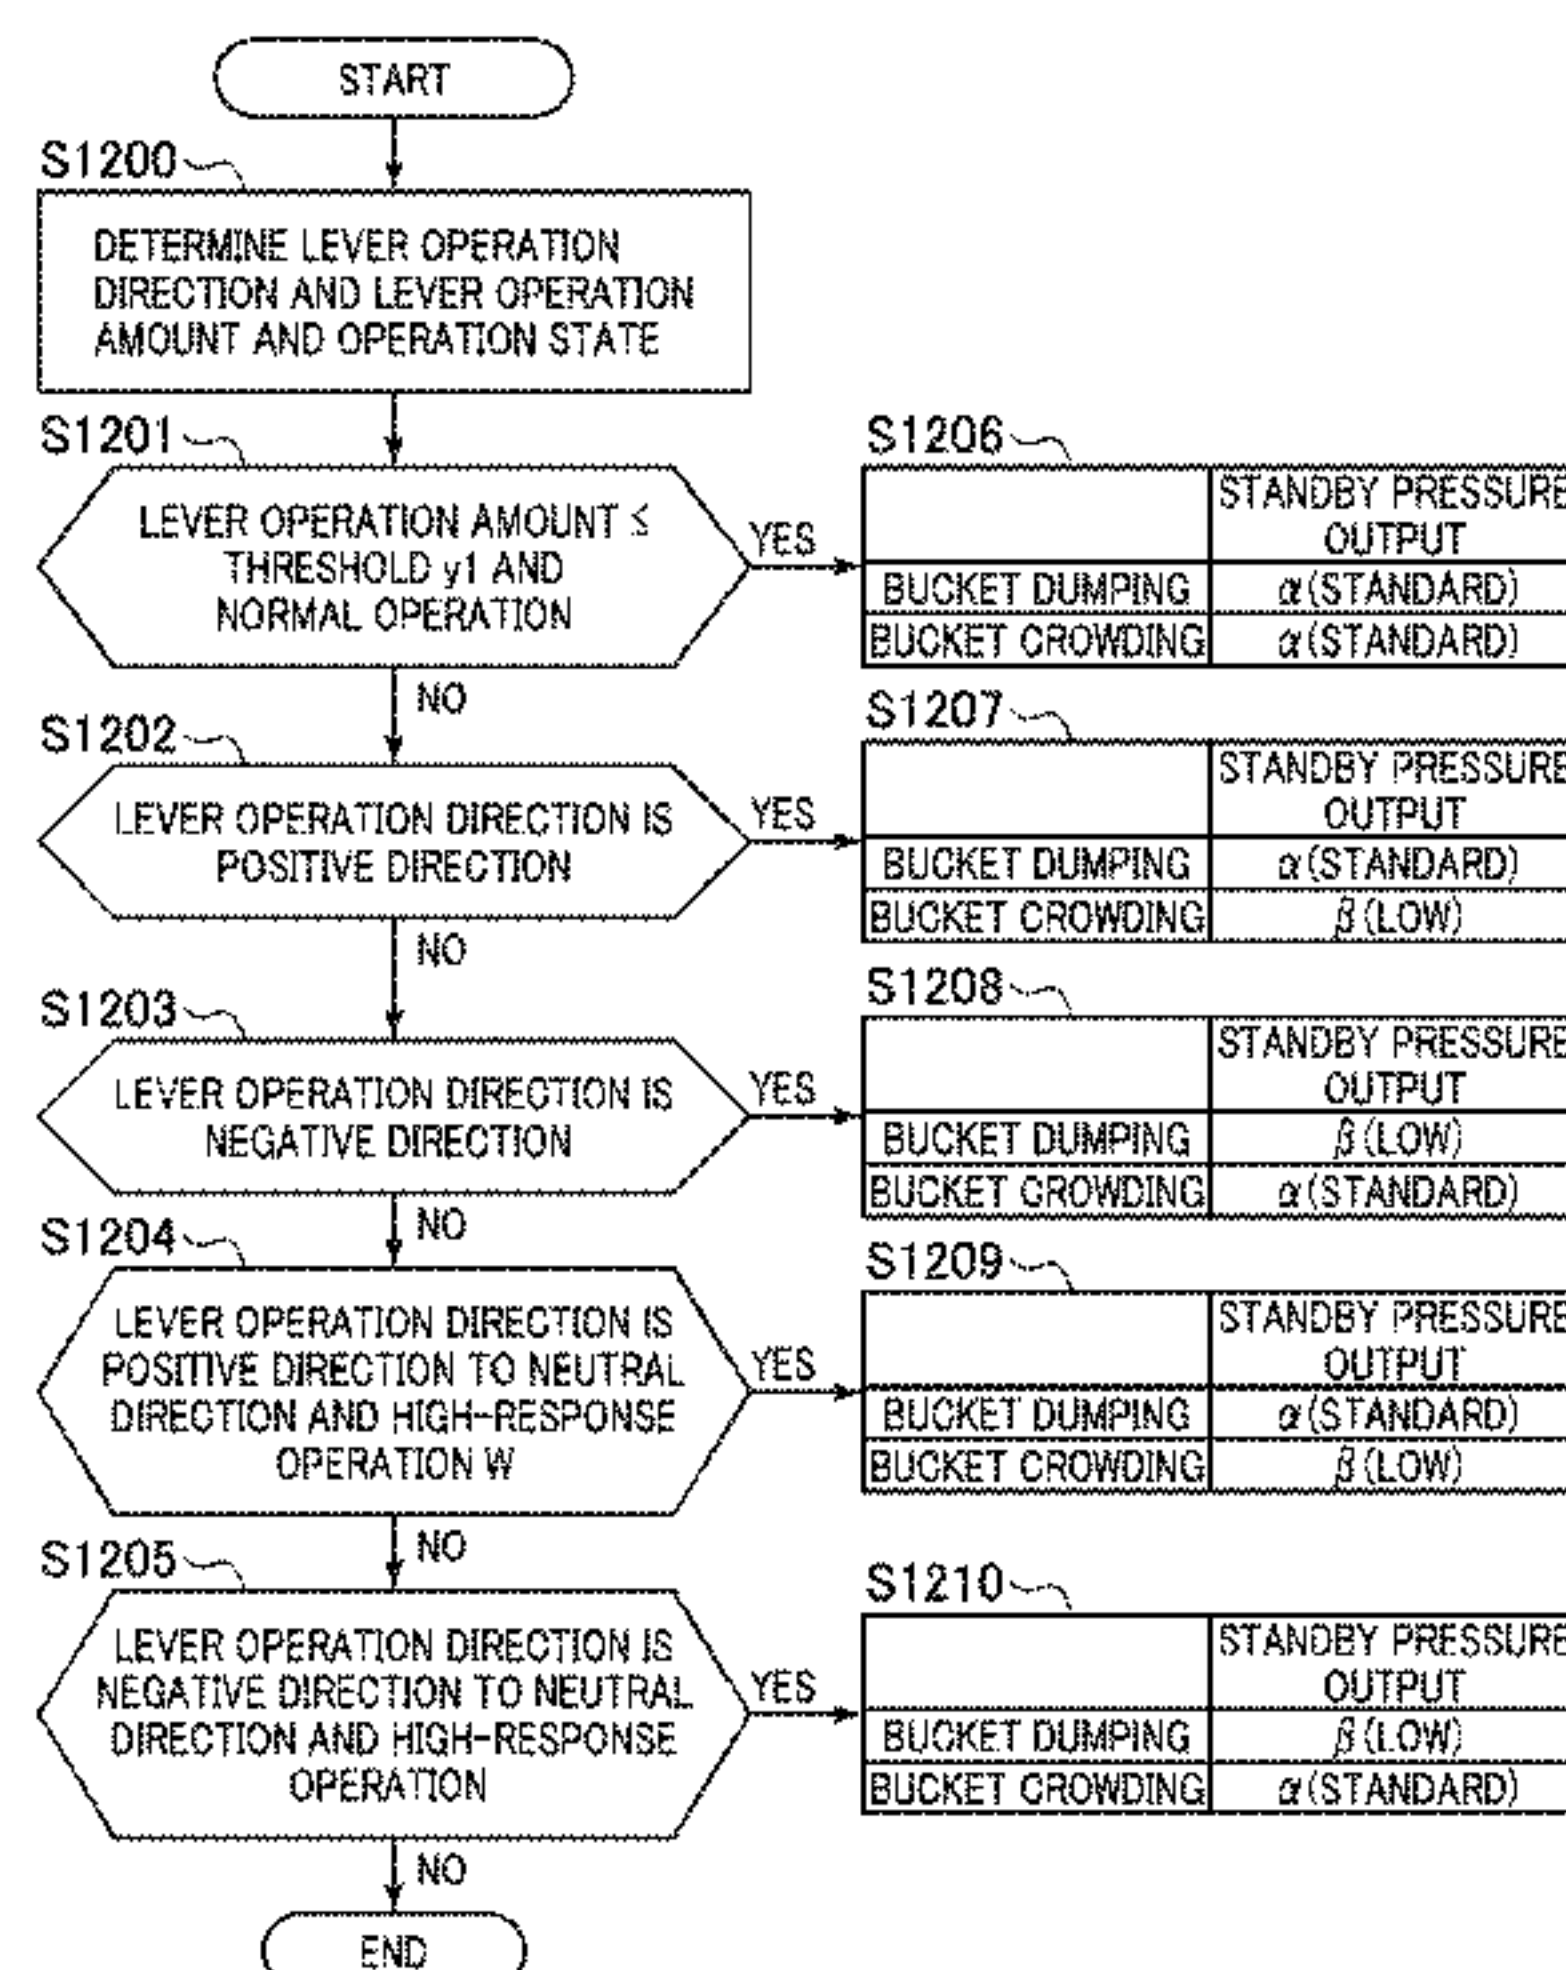 START
S1200
DETERMINE LEVER OPERATION
DIRECTION AND LEVER OPERATION
AMOUNT AND OPERATION STATE
S1201
LEVER OPERATION AMOUNT ≤
THRESHOLD y1 AND
NORMAL OPERATION
YES
NO
S1206
STANDBY PRESSURE
OUTPUT
BUCKET DUMPING α(STANDARD)
BUCKET CROWDING α(STANDARD)
S1202
LEVER OPERATION DIRECTION IS
POSITIVE DIRECTION
YES
NO
S1207
STANDBY PRESSURE
OUTPUT
BUCKET DUMPING α(STANDARD)
BUCKET CROWDING β(LOW)
S1203
LEVER OPERATION DIRECTION IS
NEGATIVE DIRECTION
YES
NO
S1208
STANDBY PRESSURE
OUTPUT
BUCKET DUMPING β(LOW)
BUCKET CROWDING α(STANDARD)
S1204
LEVER OPERATION DIRECTION IS
POSITIVE DIRECTION TO NEUTRAL
DIRECTION AND HIGH-RESPONSE
OPERATION W
YES
NO
S1209
STANDBY PRESSURE
OUTPUT
BUCKET DUMPING α(STANDARD)
BUCKET CROWDING β(LOW)
S1205
LEVER OPERATION DIRECTION IS
NEGATIVE DIRECTION TO NEUTRAL
DIRECTION AND HIGH-RESPONSE
OPERATION
YES
NO
S1210
STANDBY PRESSURE
OUTPUT
BUCKET DUMPING β(LOW)
BUCKET CROWDING α(STANDARD)
END